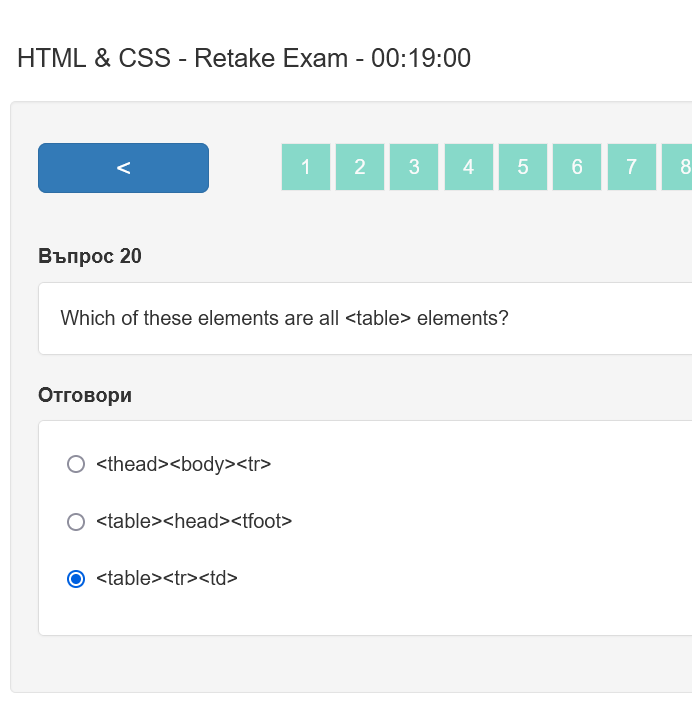 HTML & CSS - Retake Exam - 00:19:00
< 1 2 3 4 5 6 7 8
Въпрос 20
Which of these elements are all <table> elements?
Отговори
<thead><body><tr>
<table><head><tfoot>
<table><tr><td>